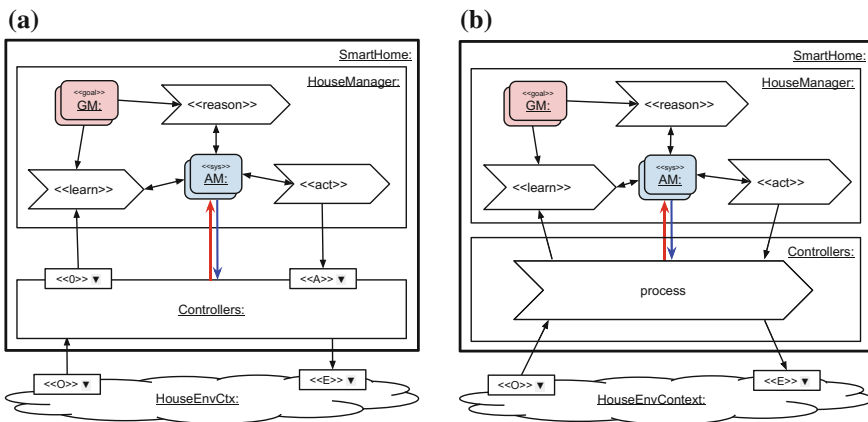 (a)
SmartHome:
HouseManager:
<<goal>>
GM:
<<reason>>
<<sys>>
AM:
<<learn>>
<<act>>
<<0>> ▼
<<A>> ▼
Controllers:
<<O>> ▼
<<E>> ▼
HouseEnvCtx:
(b)
SmartHome:
HouseManager:
<<goal>>
GM:
<<reason>>
<<sys>>
AM:
<<learn>>
<<act>>
Controllers:
process
<<O>> ▼
<<E>> ▼
HouseEnvContext: